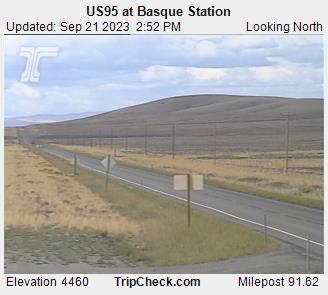 US95 at Basque Station
Updated: Sep 21 2023 2:52 PM Looking North
Elevation 4460 TripCheck.com Milepost 91.62